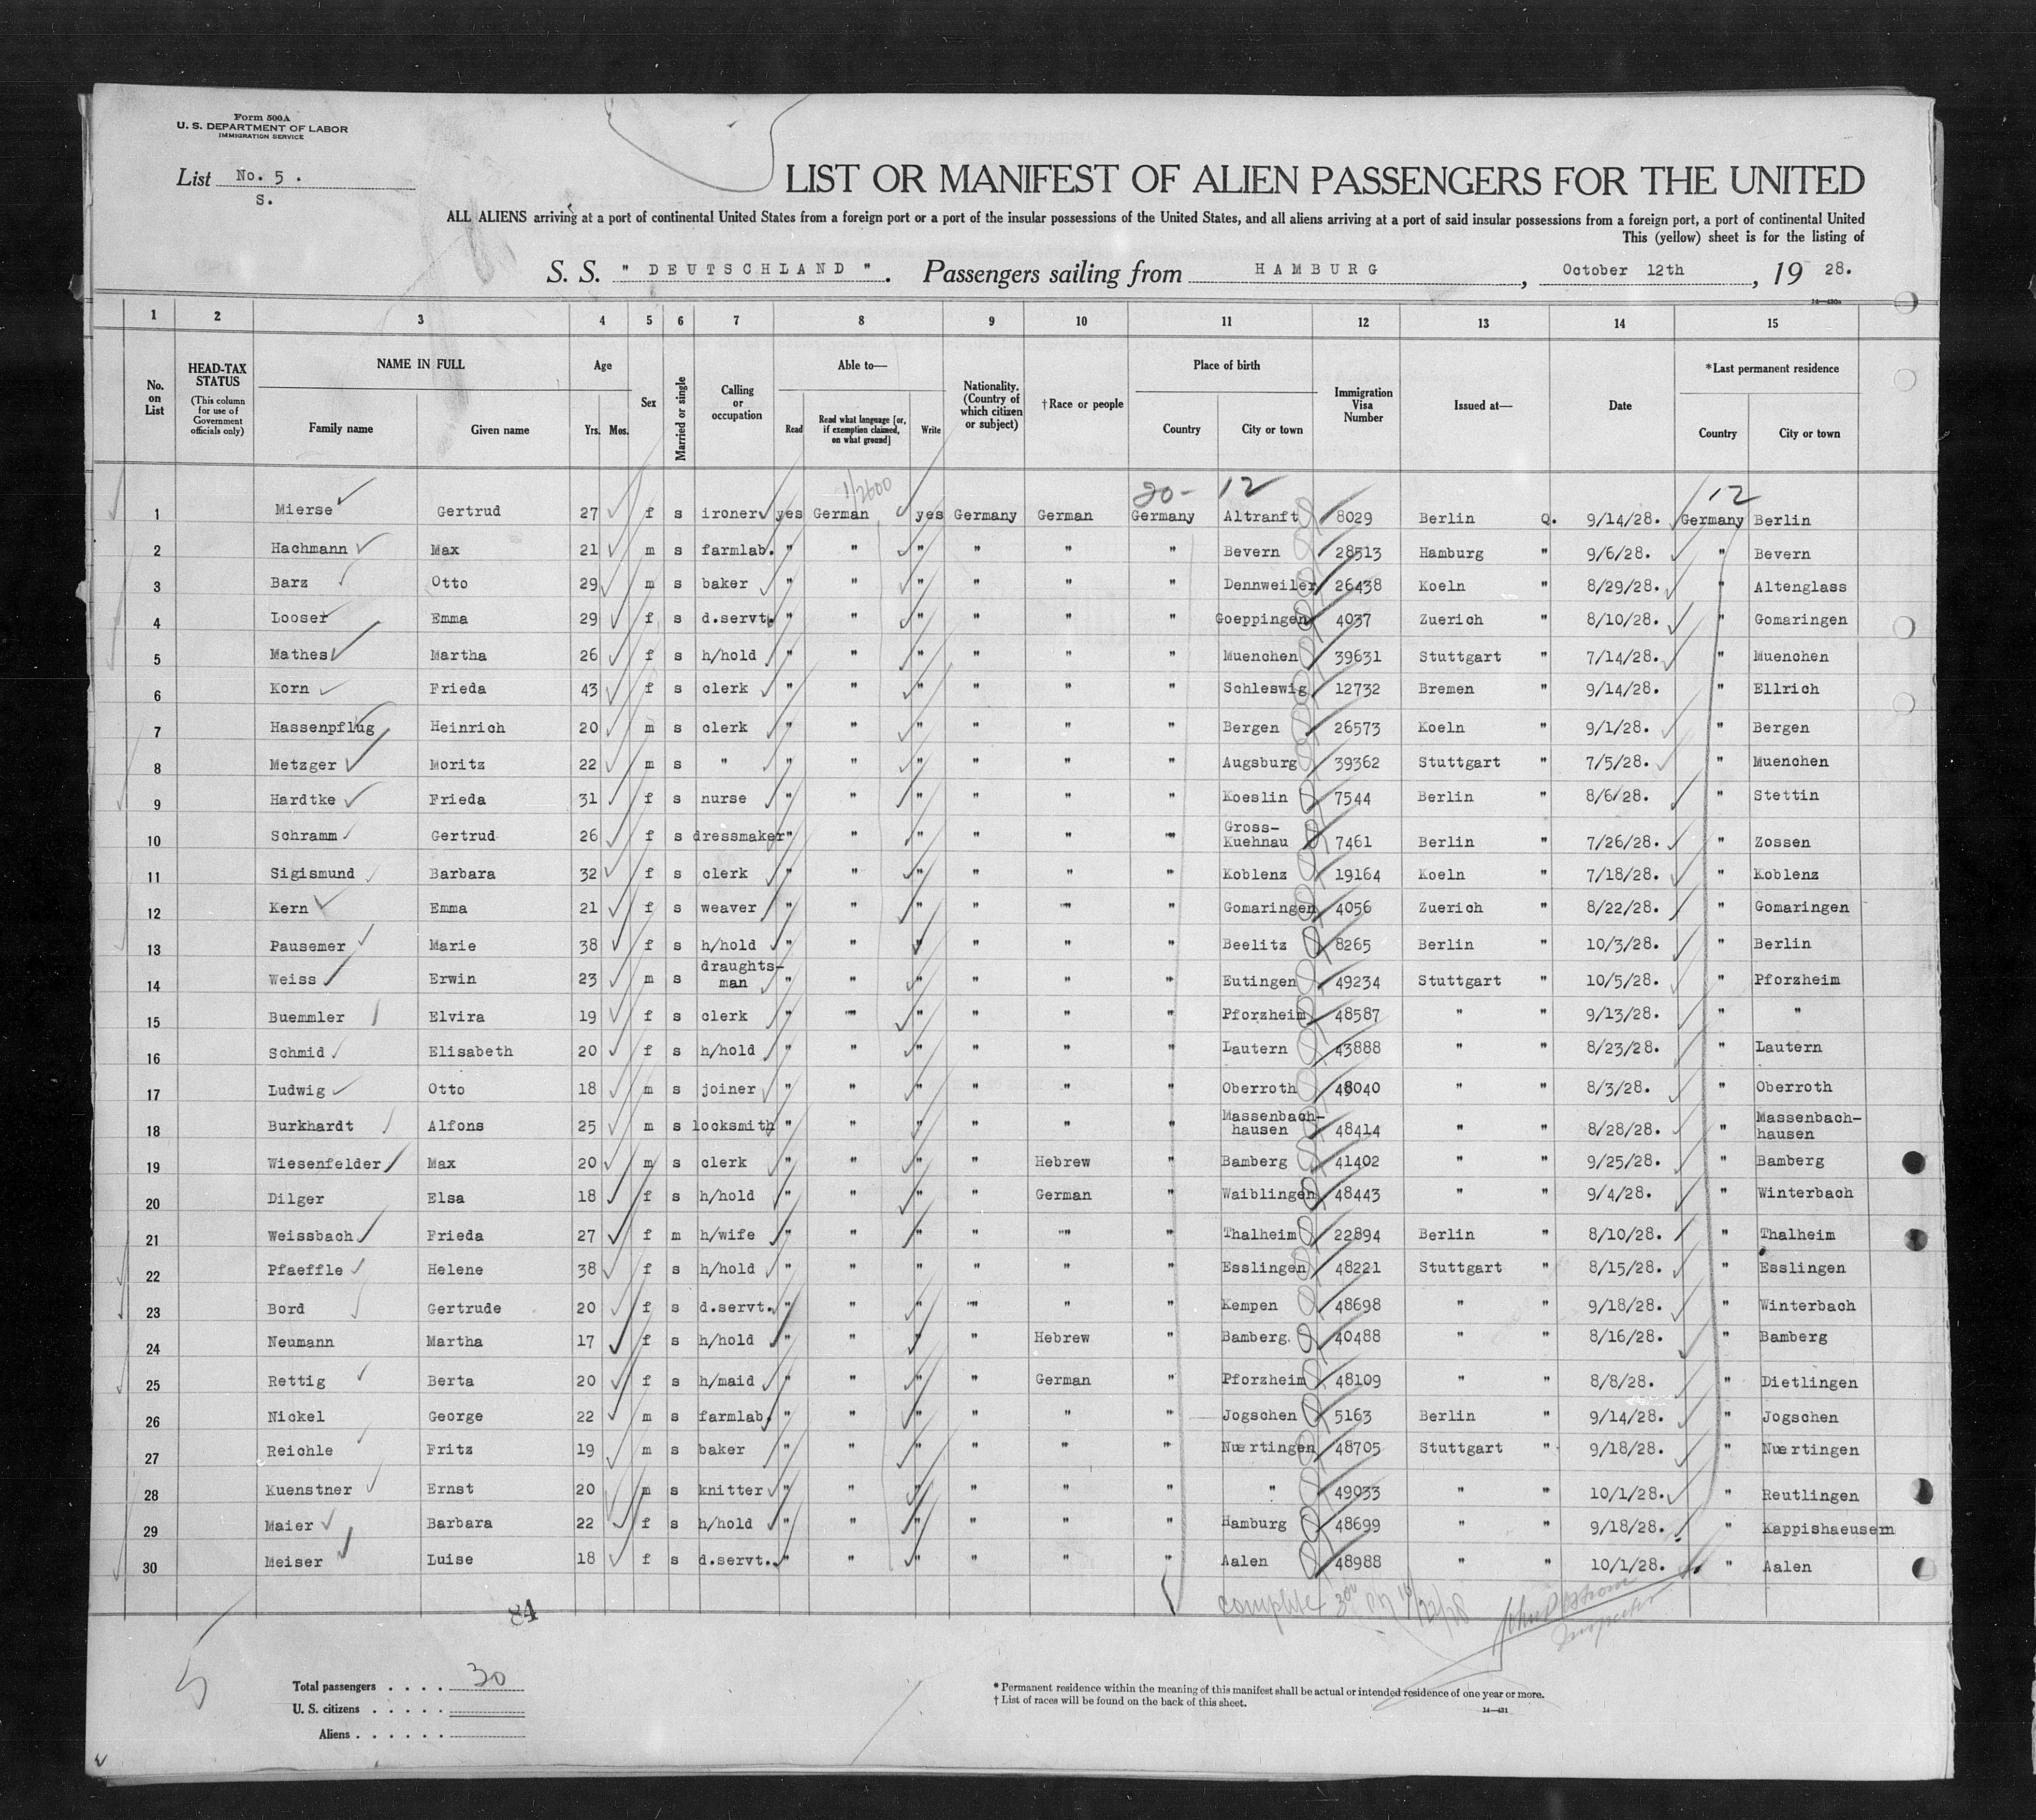 Form 500A
U. S. DEPARTMENT OF LABOR
IMMIGRATION SERVICE
List No. 5 .
S.
LIST OR MANIFEST OF ALIEN PASSENGERS FOR THE UNITED
ALL ALIENS arriving at a port of continental United States from a foreign port or a port of the insular possessions of the United States, and all aliens arriving at a port of said insular possessions from a foreign port, a port of continental United
This (yellow) sheet is for the listing of
S. S. " DEUTSCHLAND " . Passengers sailing from HAMBURG , October 12th , 19 28.
14—430a
1 2 3 4 5 6 7 8 9 10 11 12 13 14 15
No. on List
HEAD-TAX STATUS (This column for use of Government officials only)
NAME IN FULL
Family name Given name
Age
Yrs. Mos.
Sex
Married or single
Calling or occupation
Able to—
Read Read what language [or, if exemption claimed, on what ground] Write
Nationality. (Country of which citizen or subject)
†Race or people
Place of birth
Country City or town
Immigration Visa Number
Issued at—
Date
*Last permanent residence
Country City or town
1/2600 20- 12 12
1 Mierse Gertrud 27 f s ironer yes German yes Germany German Germany Altranft 8029 Berlin Q. 9/14/28. Germany Berlin
2 Hachmann Max 21 m s farmlab. " " " " " " Bevern 28513 Hamburg " 9/6/28. " Bevern
3 Barz Otto 29 m s baker " " " " " " Dennweiler 26438 Koeln " 8/29/28. " Altenglass
4 Looser Emma 29 f s d.servt. " " " " " " Goeppingen 4037 Zuerich " 8/10/28. " Gomaringen
5 Mathes Martha 26 f s h/hold " " " " " " Muenchen 39631 Stuttgart " 7/14/28. " Muenchen
6 Korn Frieda 43 f s clerk " " " " " " Schleswig 12732 Bremen " 9/14/28. " Ellrich
7 Hassenpflug Heinrich 20 m s clerk " " " " " " Bergen 26573 Koeln " 9/1/28. " Bergen
8 Metzger Moritz 22 m s " " " " " " " Augsburg 39362 Stuttgart " 7/5/28. " Muenchen
9 Hardtke Frieda 31 f s nurse " " " " " " Koeslin 7544 Berlin " 8/6/28. " Stettin
10 Schramm Gertrud 26 f s dressmaker " " " " " " Gross-Kuehnau 7461 Berlin " 7/26/28. " Zossen
11 Sigismund Barbara 32 f s clerk " " " " " " Koblenz 19164 Koeln " 7/18/28. " Koblenz
12 Kern Emma 21 f s weaver " " " " " " Gomaringen 4056 Zuerich " 8/22/28. " Gomaringen
13 Pausemer Marie 38 f s h/hold " " " " " " Beelitz 8265 Berlin " 10/3/28. " Berlin
14 Weiss Erwin 23 m s draughts-man " " " " " " Eutingen 49234 Stuttgart " 10/5/28. " Pforzheim
15 Buemmler Elvira 19 f s clerk " " " " " " Pforzheim 48587 " " 9/13/28. " "
16 Schmid Elisabeth 20 f s h/hold " " " " " " Lautern 43888 " " 8/23/28. " Lautern
17 Ludwig Otto 18 m s joiner " " " " " " Oberroth 48040 " " 8/3/28. " Oberroth
18 Burkhardt Alfons 25 m s locksmith " " " " " " Massenbach-hausen 48414 " " 8/28/28. " Massenbach-hausen
19 Wiesenfelder Max 20 m s clerk " " " " Hebrew " Bamberg 41402 " " 9/25/28. " Bamberg
20 Dilger Elsa 18 f s h/hold " " " " German " Waiblingen 48443 " " 9/4/28. " Winterbach
21 Weissbach Frieda 27 f m h/wife " " " " " " Thalheim 22894 Berlin " 8/10/28. " Thalheim
22 Pfaeffle Helene 38 f s h/hold " " " " " " Esslingen 48221 Stuttgart " 8/15/28. " Esslingen
23 Bord Gertrude 20 f s d.servt. " " " " " " Kempen 48698 " " 9/18/28. " Winterbach
24 Neumann Martha 17 f s h/hold " " " " Hebrew " Bamberg 40488 " " 8/16/28. " Bamberg
25 Rettig Berta 20 f s h/maid " " " " German " Pforzheim 48109 " " 8/8/28. " Dietlingen
26 Nickel George 22 m s farmlab. " " " " " " Jogschen 5163 Berlin " 9/14/28. " Jogschen
27 Reichle Fritz 19 m s baker " " " " " " Nuertingen 48705 Stuttgart " 9/18/28. " Nuertingen
28 Kuenstner Ernst 20 m s knitter " " " " " " " 49033 " " 10/1/28. " Reutlingen
29 Maier Barbara 22 f s h/hold " " " " " " Hamburg 48699 " " 9/18/28. " Kappishaeusern
30 Meiser Luise 18 f s d.servt. " " " " " " Aalen 48988 " " 10/1/28. " Aalen
84
complete 10/22/28
Inspector
5
Total passengers . . . . 30
U. S. citizens . . . . .
Aliens . . . . . .
* Permanent residence within the meaning of this manifest shall be actual or intended residence of one year or more.
† List of races will be found on the back of this sheet.
14—431